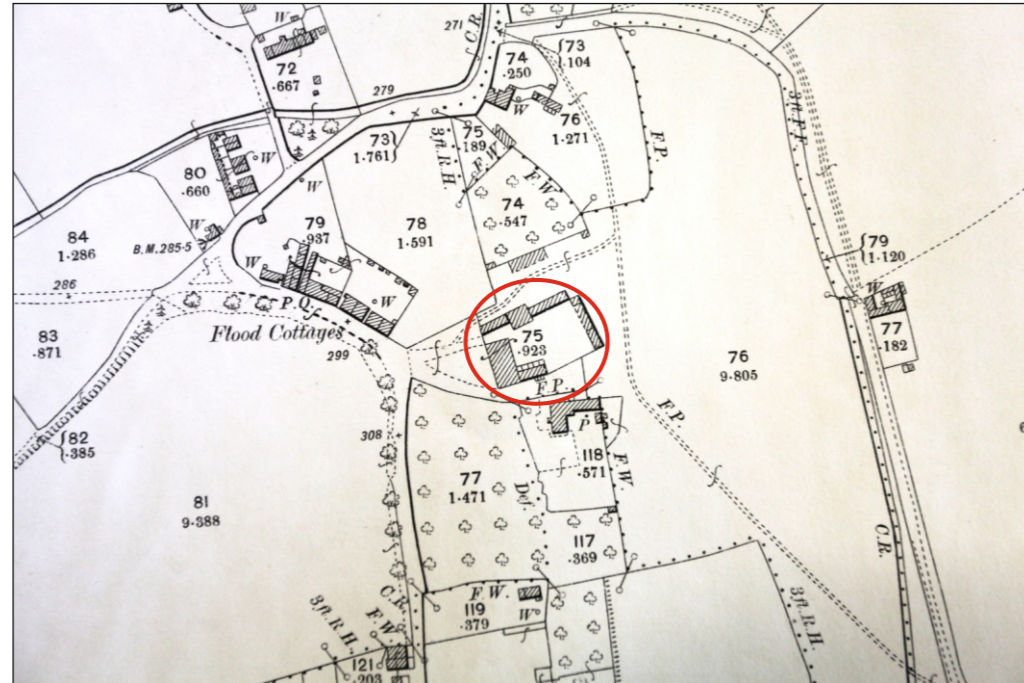 W
72
·667
271
C.R.
74
·250
73
·104
279
W
76
1·271
F.P.
3ft. F.F.
80
·660
W
73
1·761
75
·189
3ft. R.H.
F.W.
F.W.
W
74
·547
84
1·286
B.M. 285·5
W
79
·937
78
1·591
W
W
79
1·120
286
P.Q.
Flood Cottages
299
75
·923
76
9·805
W
77
·182
83
·871
F.P.
F.P.
82
·385
308
P
118
·571
F.W.
77
1·471
Def.
81
9·388
117
·369
C.R.
C.R.
F.W.
119
·379
W
3ft. R.H.
F.W.
3ft. R.H.
121
·203